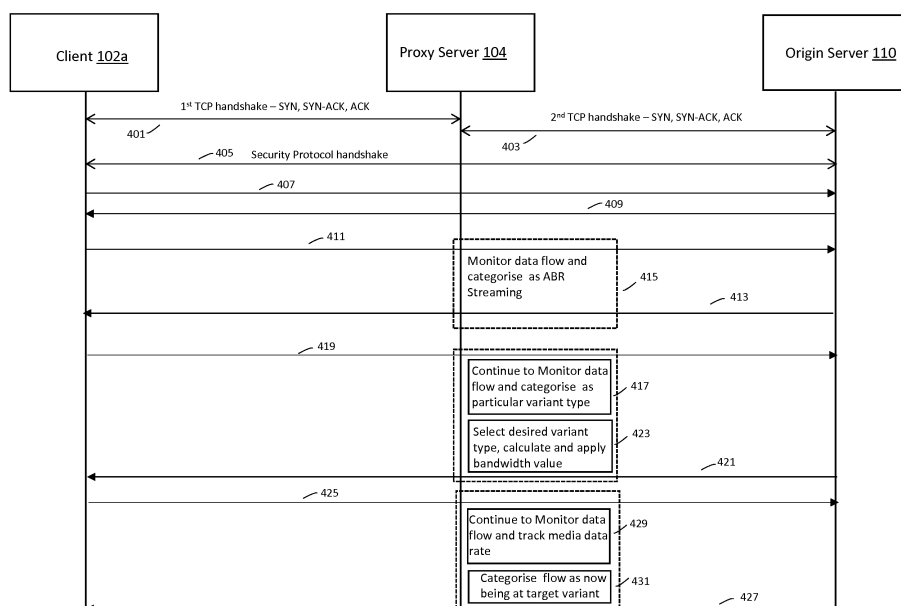 Client 102a
Proxy Server 104
Origin Server 110
1st TCP handshake – SYN, SYN-ACK, ACK
401
2nd TCP handshake – SYN, SYN-ACK, ACK
403
405
Security Protocol handshake
407
409
411
Monitor data flow and
categorise as ABR
Streaming
415
413
419
Continue to Monitor data
flow and categorise as
particular variant type
417
Select desired variant
type, calculate and apply
bandwidth value
423
421
425
Continue to Monitor data
flow and track media data
rate
429
Categorise flow as now
being at target variant
431
427